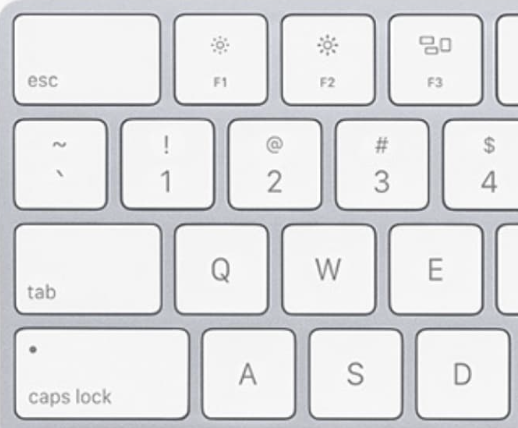 esc F1 F2 F3
~ ! @ # $
` 1 2 3 4
tab Q W E
caps lock A S D